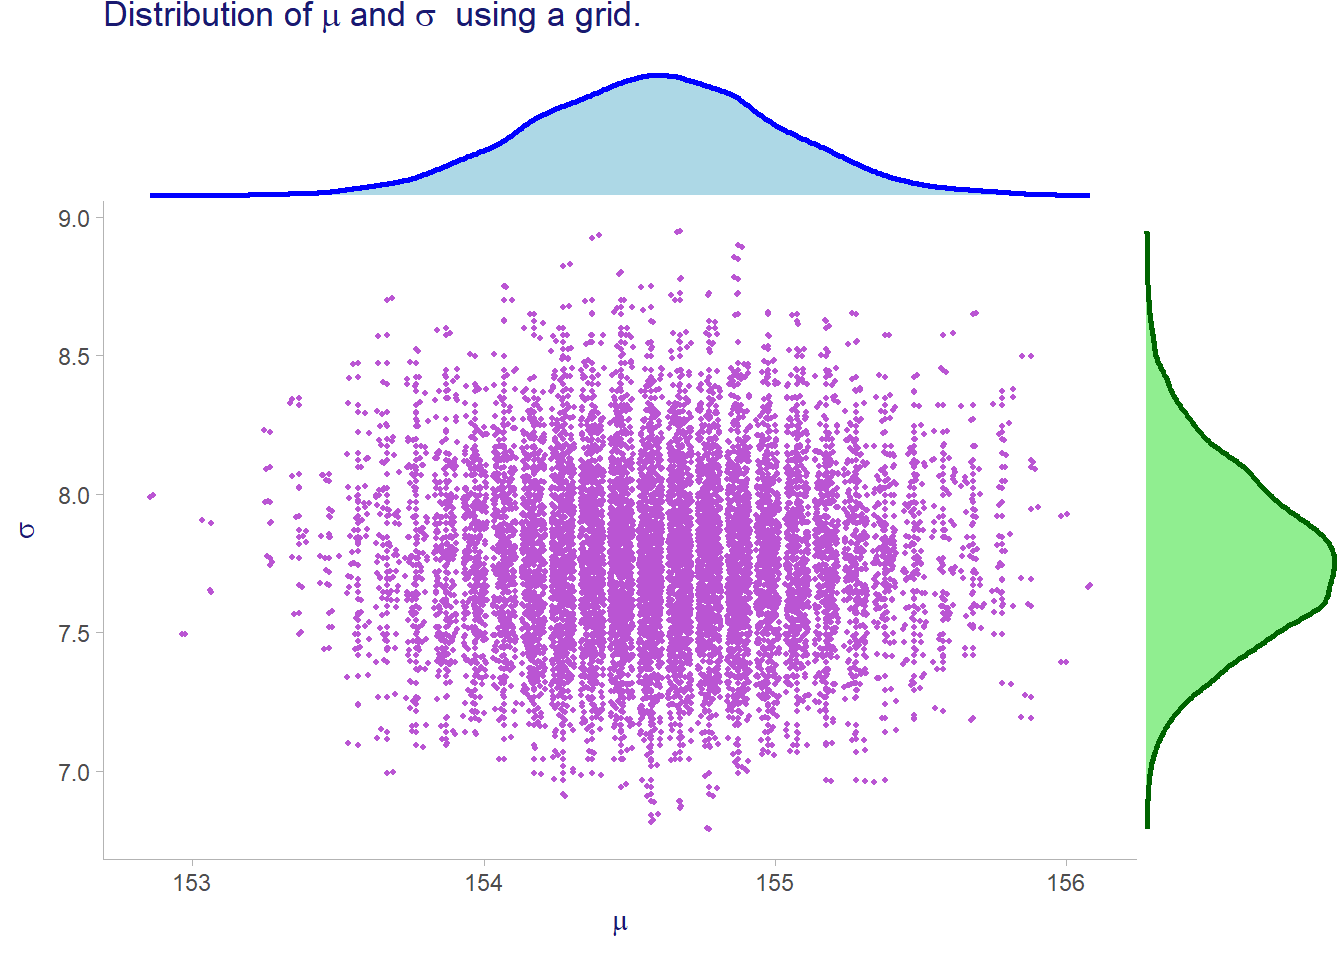 Distribution of μ and σ  using a grid.
9.0
8.5
8.0
7.5
7.0
σ
153 154 155 156
μ